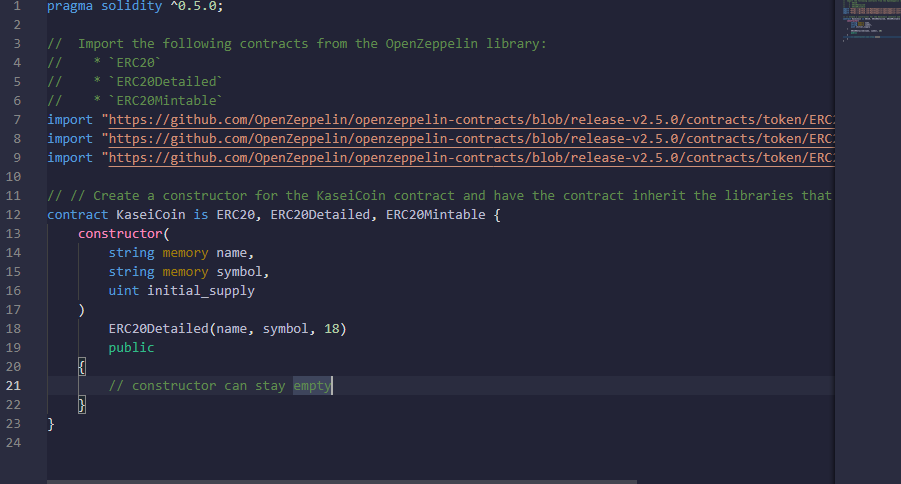 1 pragma solidity ^0.5.0;
2
3 //  Import the following contracts from the OpenZeppelin library:
4 //    * `ERC20`
5 //    * `ERC20Detailed`
6 //    * `ERC20Mintable`
7 import "https://github.com/OpenZeppelin/openzeppelin-contracts/blob/release-v2.5.0/contracts/token/ERC
8 import "https://github.com/OpenZeppelin/openzeppelin-contracts/blob/release-v2.5.0/contracts/token/ERC
9 import "https://github.com/OpenZeppelin/openzeppelin-contracts/blob/release-v2.5.0/contracts/token/ERC
10
11 // // Create a constructor for the KaseiCoin contract and have the contract inherit the libraries that
12 contract KaseiCoin is ERC20, ERC20Detailed, ERC20Mintable {
13     constructor(
14         string memory name,
15         string memory symbol,
16         uint initial_supply
17     )
18         ERC20Detailed(name, symbol, 18)
19         public
20     {
21         // constructor can stay empty
22     }
23 }
24